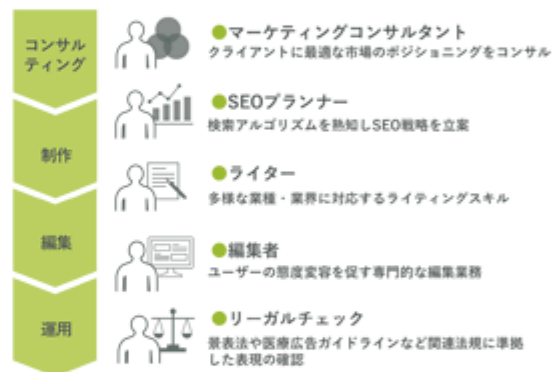 コンサル
ティング
●マーケティングコンサルタント
クライアントに最適な市場のポジショニングをコンサル
●SEOプランナー
検索アルゴリズムを熟知しSEO戦略を立案
制作
●ライター
多様な業種・業界に対応するライティングスキル
編集
●編集者
ユーザーの態度変容を促す専門的な編集業務
運用
●リーガルチェック
景表法や医療広告ガイドラインなど関連法規に準拠
した表現の確認